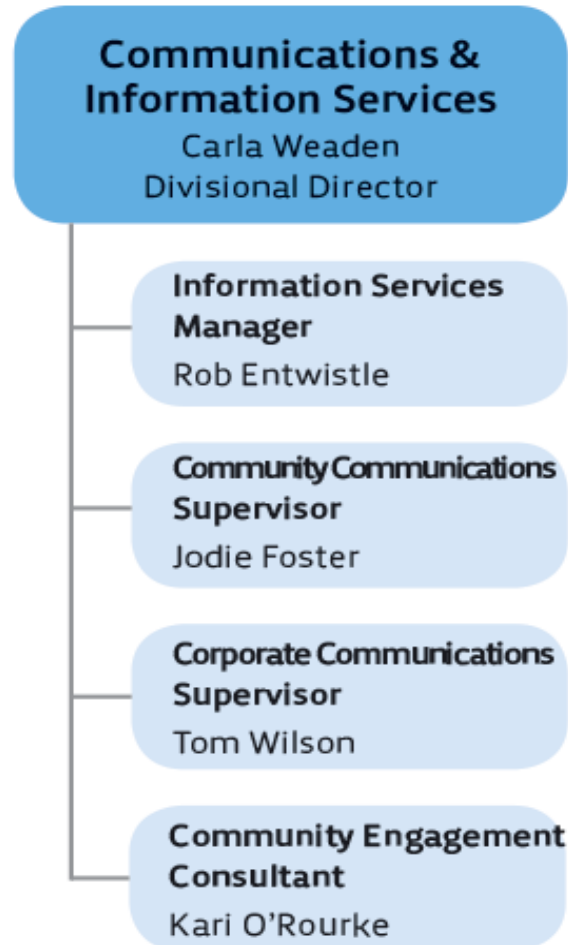 Communications &
Information Services
Carla Weaden
Divisional Director
Information Services
Manager
Rob Entwistle
Community Communications
Supervisor
Jodie Foster
Corporate Communications
Supervisor
Tom Wilson
Community Engagement
Consultant
Kari O'Rourke